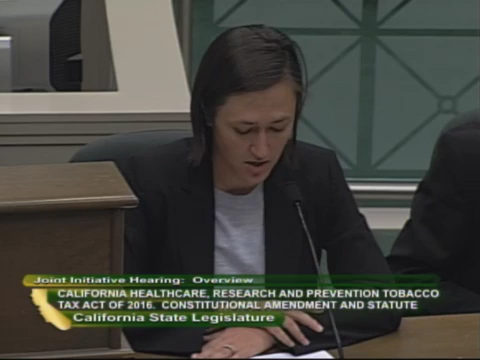 Joint Initiative Hearing: Overview
CALIFORNIA HEALTHCARE, RESEARCH AND PREVENTION TOBACCO
TAX ACT OF 2016. CONSTITUTIONAL AMENDMENT AND STATUTE
California State Legislature